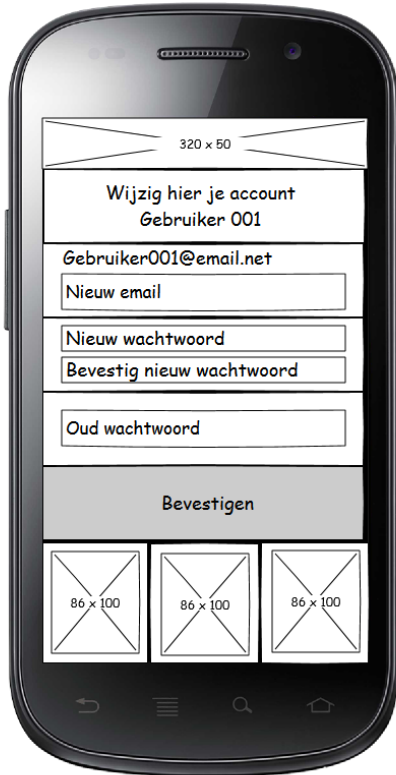 320 x 50
Wijzig hier je account
Gebruiker 001
Gebruiker001@email.net
Nieuw email
Nieuw wachtwoord
Bevestig nieuw wachtwoord
Oud wachtwoord
Bevestigen
86 x 100
86 x 100
86 x 100